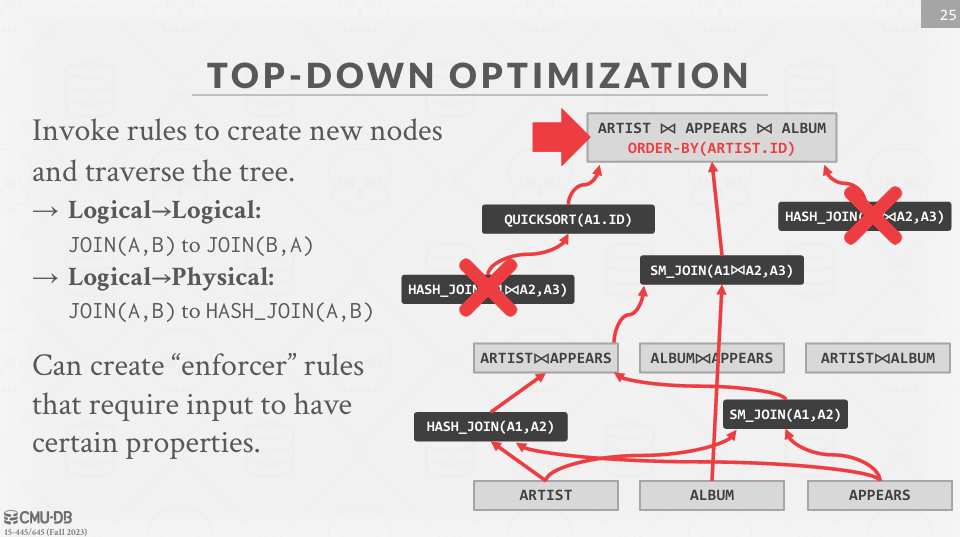 25
TOP-DOWN OPTIMIZATION
Invoke rules to create new nodes
and traverse the tree.
→ Logical→Logical:
JOIN(A,B) to JOIN(B,A)
→ Logical→Physical:
JOIN(A,B) to HASH_JOIN(A,B)
Can create “enforcer” rules
that require input to have
certain properties.
ARTIST ⋈ APPEARS ⋈ ALBUM
ORDER-BY(ARTIST.ID)
QUICKSORT(A1.ID)
HASH_JOIN(A1⋈A2,A3)
SM_JOIN(A1⋈A2,A3)
HASH_JOIN(A1⋈A2,A3)
ARTIST⋈APPEARS
ALBUM⋈APPEARS
ARTIST⋈ALBUM
HASH_JOIN(A1,A2)
SM_JOIN(A1,A2)
ARTIST
ALBUM
APPEARS
CMU·DB
15-445/645 (Fall 2023)